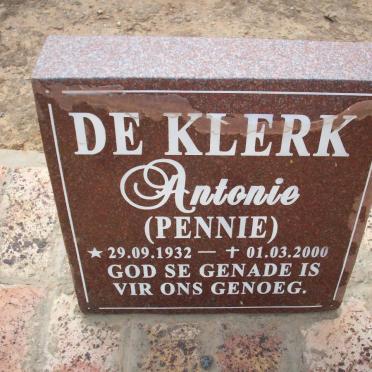 DE KLERK
Antonie
(PENNIE)
★ 29.09.1932 — ✝ 01.03.2000
GOD SE GENADE IS
VIR ONS GENOEG.